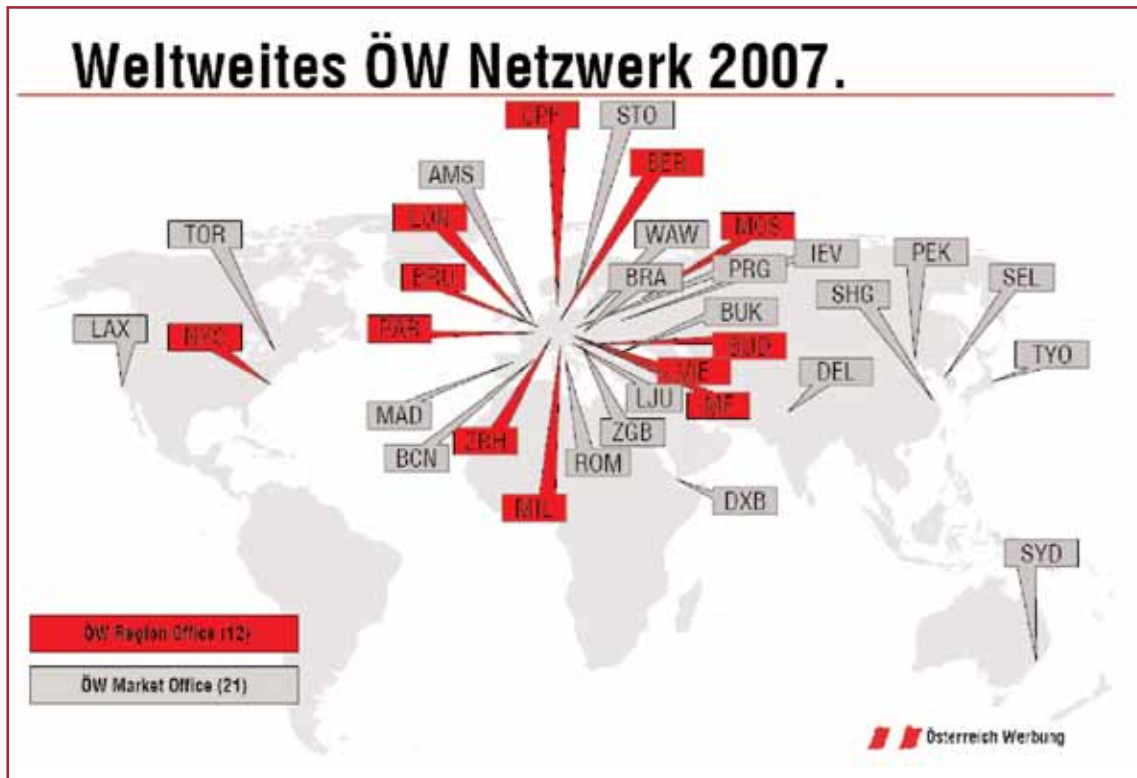 Weltweites ÖW Netzwerk 2007.
CPH
STO
BER
AMS
LON
TOR
WAW
MOS
IEV
PEK
BRU
BRA
PRG
SEL
SHG
LAX
NYC
PAR
BUK
BUD
TYO
VIE
DEL
MAD
LJU
ZRH
ZGB
BCN
ROM
DXB
MIL
SYD
ÖW Region Office (12)
ÖW Market Office (21)
Österreich Werbung